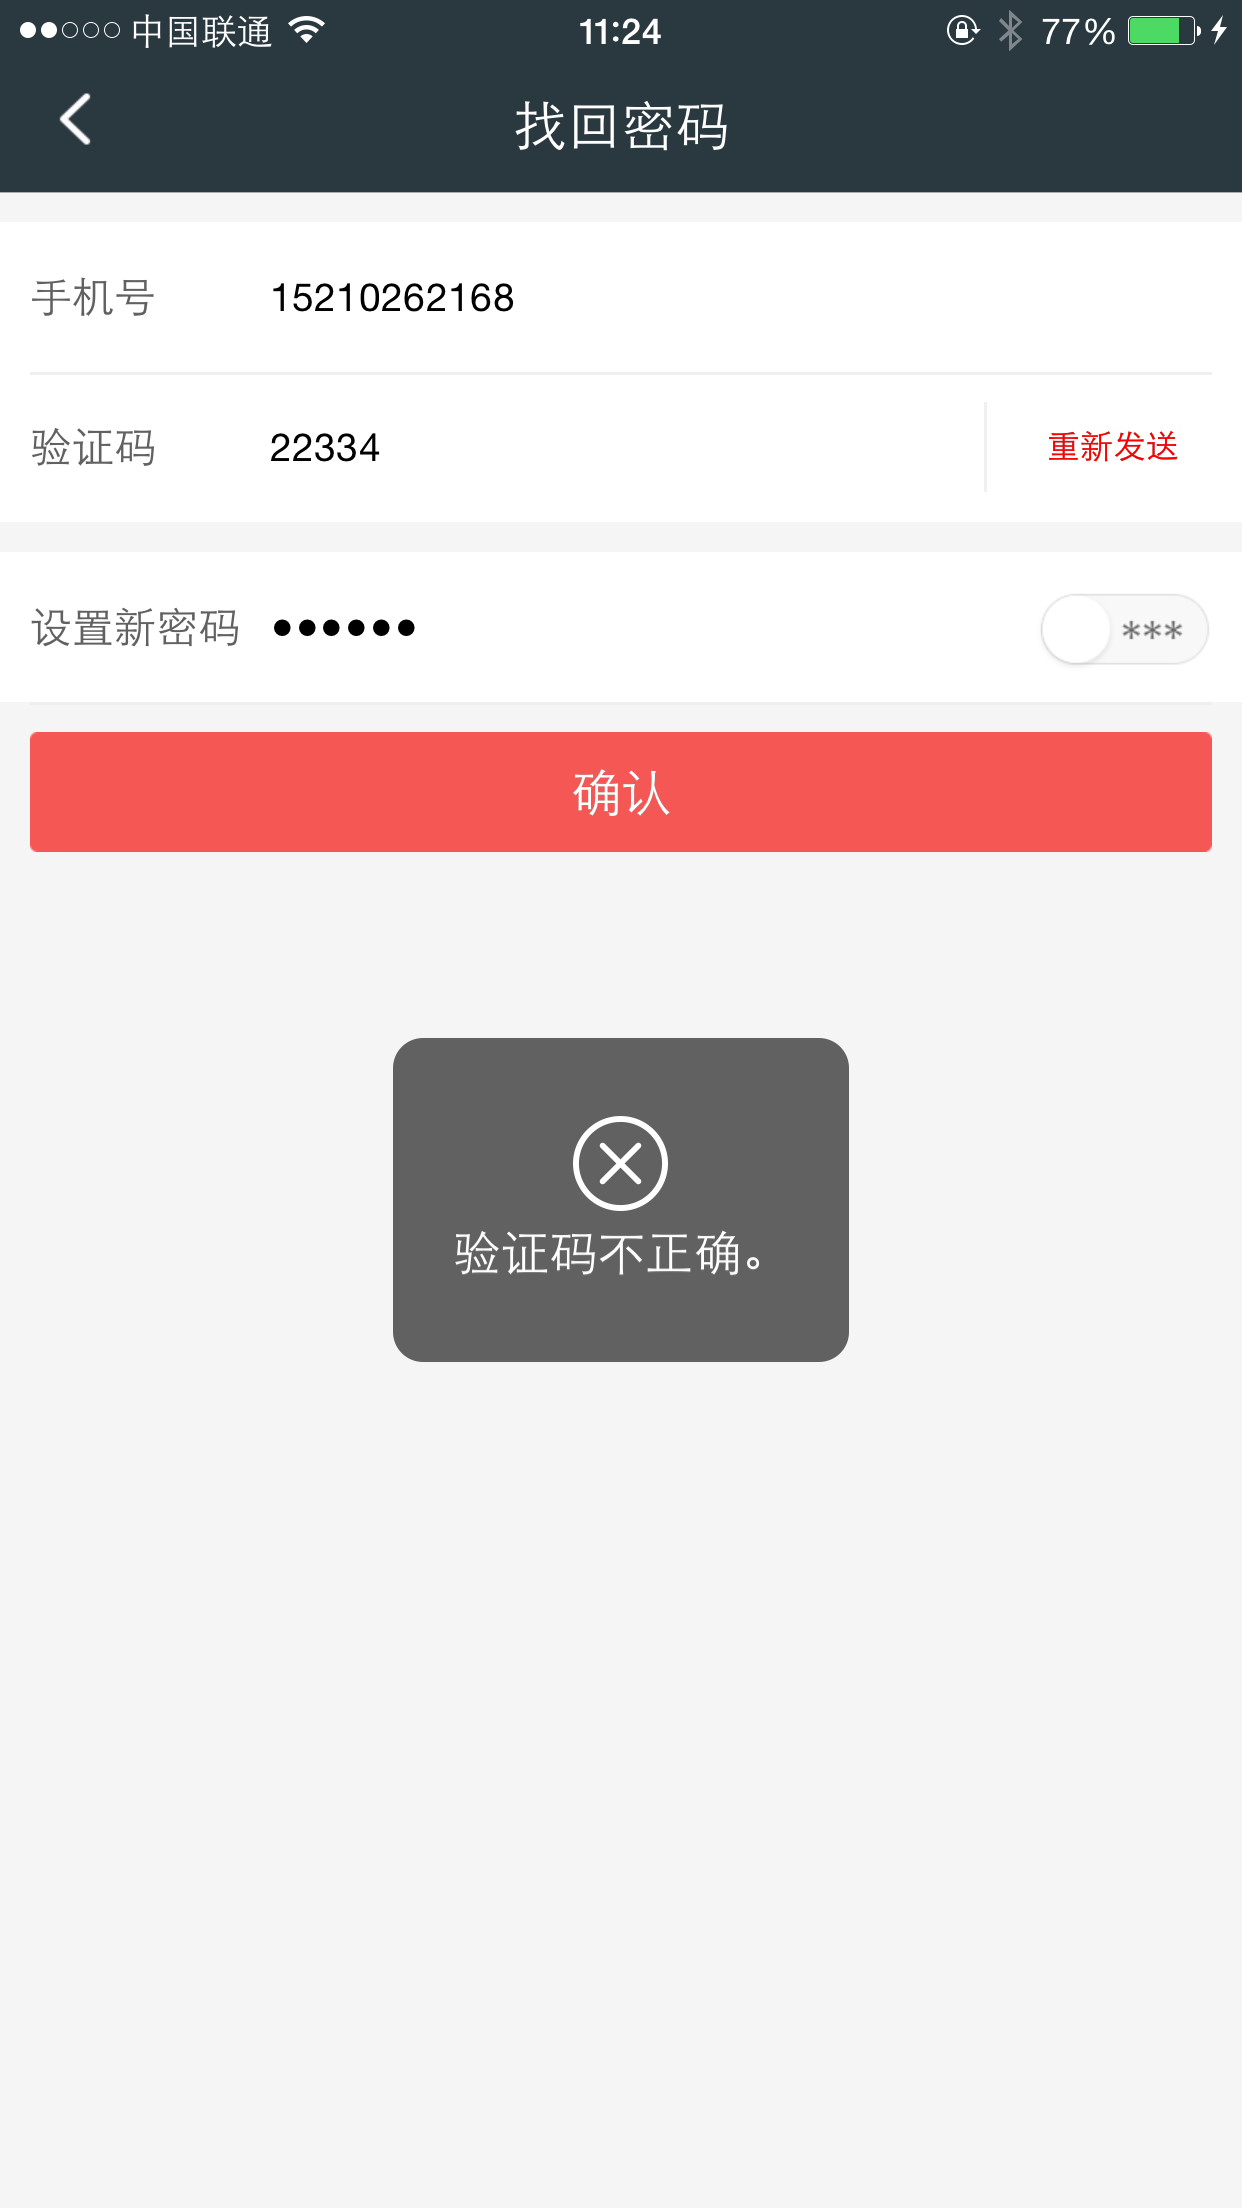 中国联通 11:24 77%
找回密码
手机号 15210262168
验证码 22334 重新发送
设置新密码 •••••• ***
确认
验证码不正确。